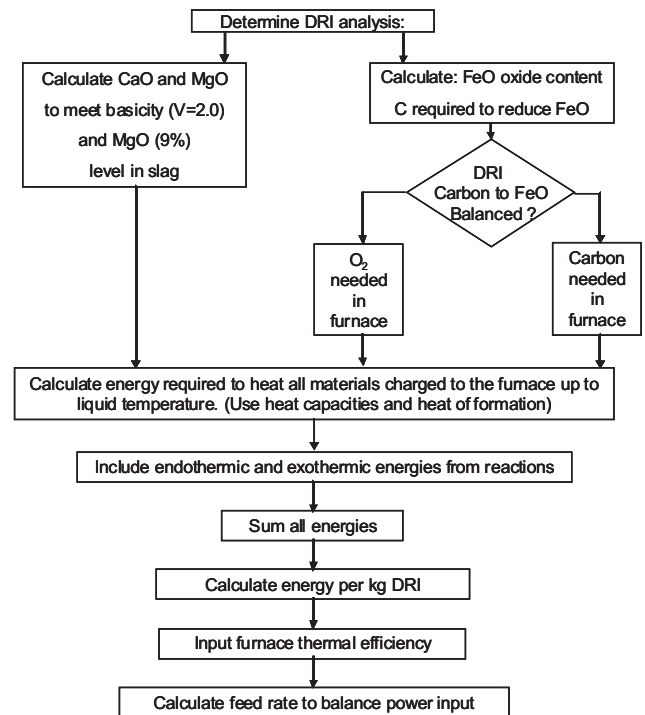 Determine DRI analysis:
Calculate CaO and MgO
to meet basicity (V=2.0)
and MgO (9%)
level in slag
Calculate: FeO oxide content
C required to reduce FeO
DRI
Carbon to FeO
Balanced ?
O₂
needed
in
furnace
Carbon
needed
in
furnace
Calculate energy required to heat all materials charged to the furnace up to
liquid temperature. (Use heat capacities and heat of formation)
Include endothermic and exothermic energies from reactions
Sum all energies
Calculate energy per kg DRI
Input furnace thermal efficiency
Calculate feed rate to balance power input